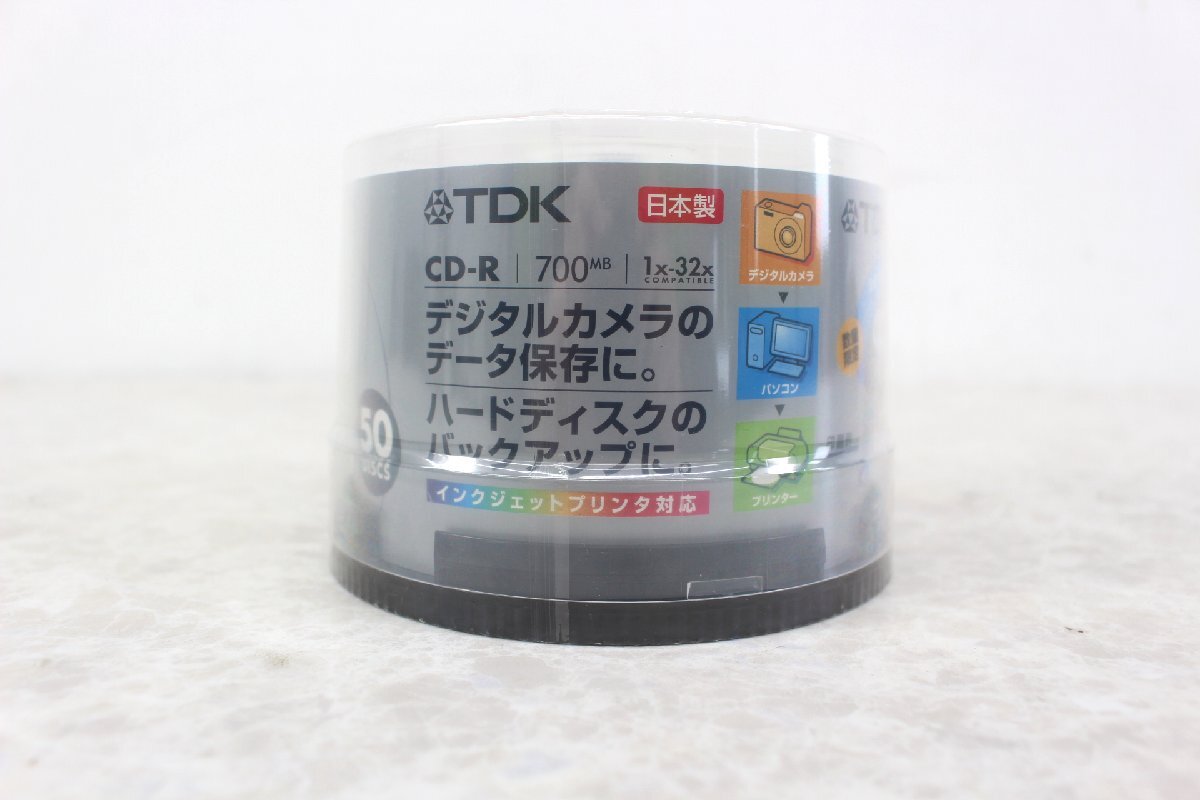 TDK
日本製
CD-R | 700MB | 1x-32x
COMPATIBLE
デジタルカメラの
データ保存に。
ハードディスクの
バックアップに。
インクジェットプリンタ対応
デジタルカメラ
パソコン
プリンター
50
DISCS
TDK